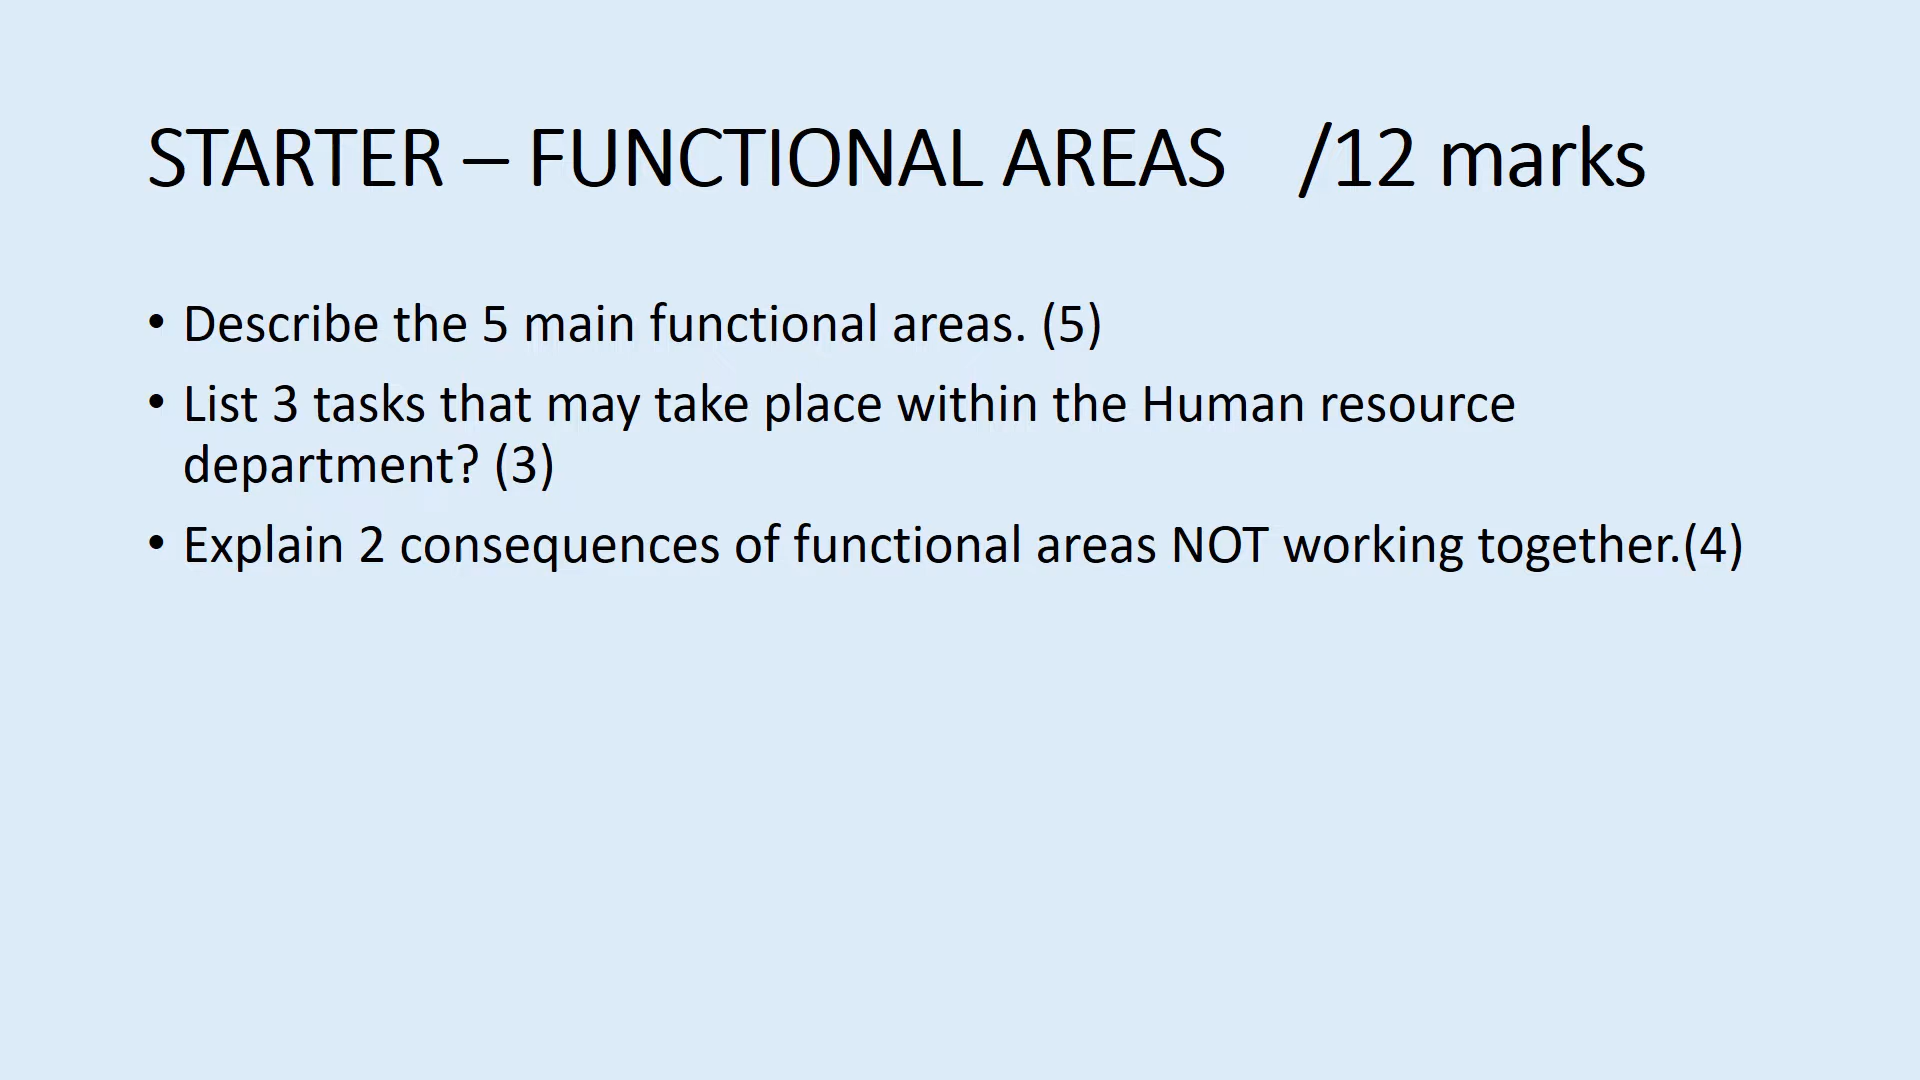 STARTER – FUNCTIONAL AREAS /12 marks
• Describe the 5 main functional areas. (5)
• List 3 tasks that may take place within the Human resource
department? (3)
• Explain 2 consequences of functional areas NOT working together.(4)